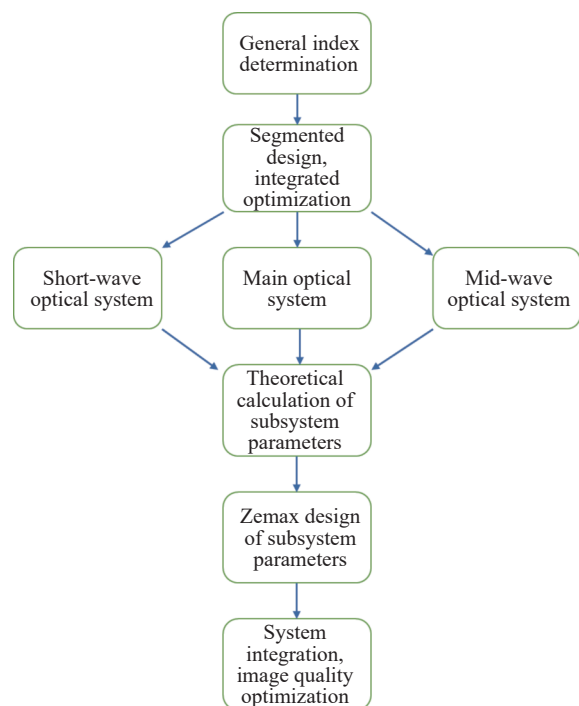 General index
determination
Segmented
design,
integrated
optimization
Short-wave
optical system
Main optical
system
Mid-wave
optical system
Theoretical
calculation of
subsystem
parameters
Zemax design
of subsystem
parameters
System
integration,
image quality
optimization